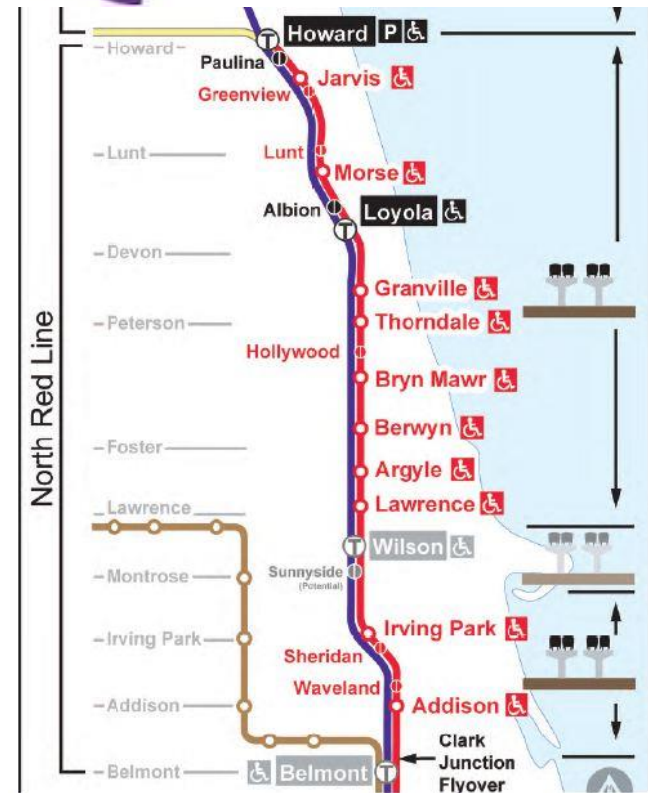 Howard P
Howard
Paulina
Jarvis
Greenview
Lunt
Lunt
Morse
Albion
Loyola
Devon
Granville
Peterson
Thorndale
Hollywood
Bryn Mawr
Berwyn
Foster
Argyle
Lawrence
Lawrence
Wilson
Sunnyside
(Potential)
Montrose
Irving Park
Irving Park
Sheridan
Waveland
Addison
Addison
Clark
Junction
Flyover
Belmont
Belmont
North Red Line
T
T
T
T